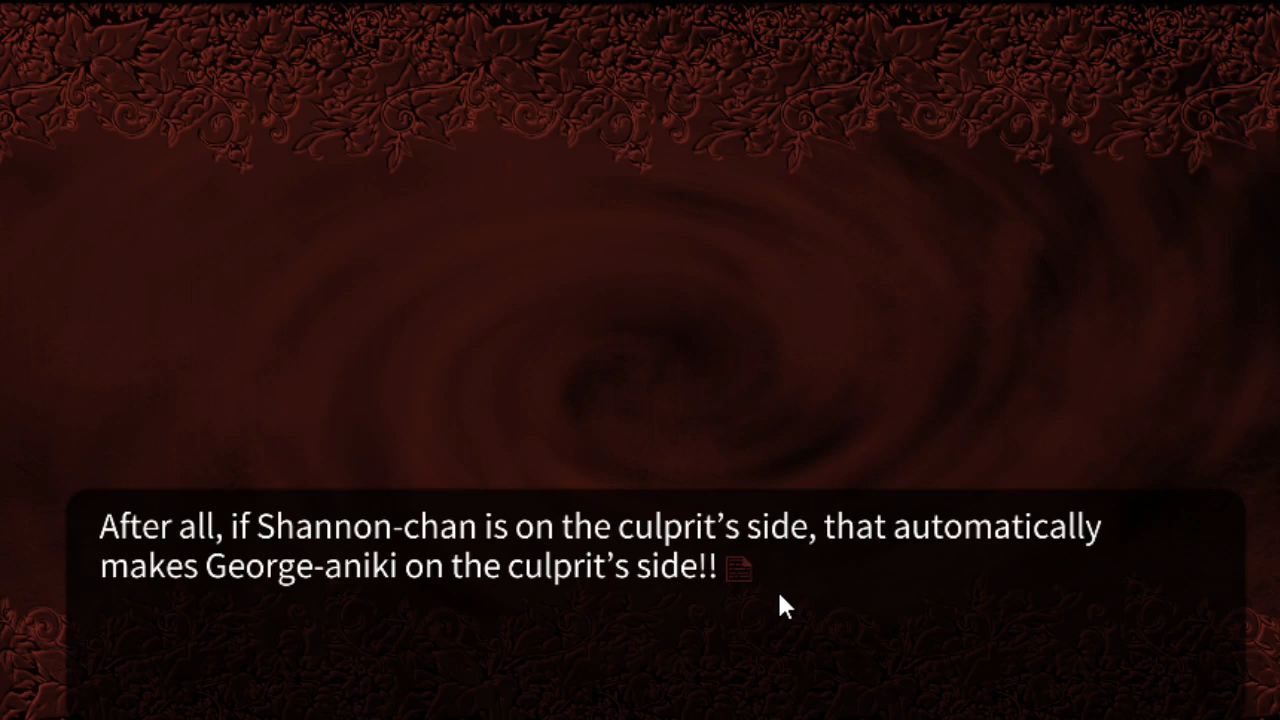 After all, if Shannon-chan is on the culprit’s side, that automatically
makes George-aniki on the culprit’s side!!